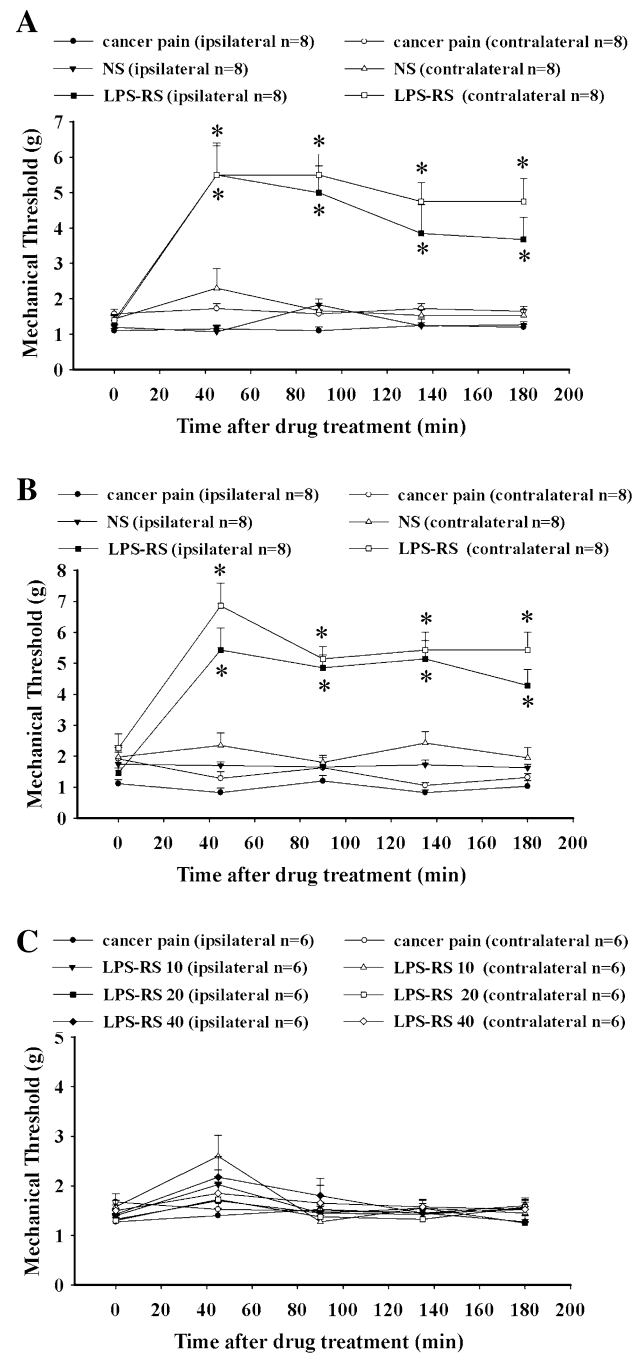 A
cancer pain (ipsilateral n=8) cancer pain (contralateral n=8)
NS (ipsilateral n=8) NS (contralateral n=8)
LPS-RS (ipsilateral n=8) LPS-RS (contralateral n=8)
7
6
5
4
3
2
1
0
Mechanical Threshold (g)
* * * *
* * * *
0 20 40 60 80 100 120 140 160 180 200
Time after drug treatment (min)
B
cancer pain (ipsilateral n=8) cancer pain (contralateral n=8)
NS (ipsilateral n=8) NS (contralateral n=8)
LPS-RS (ipsilateral n=8) LPS-RS (contralateral n=8)
8
7
6
5
4
3
2
1
0
Mechanical Threshold (g)
* * * *
* * * *
0 20 40 60 80 100 120 140 160 180 200
Time after drug treatment (min)
C
cancer pain (ipsilateral n=6) cancer pain (contralateral n=6)
LPS-RS 10 (ipsilateral n=6) LPS-RS 10 (contralateral n=6)
LPS-RS 20 (ipsilateral n=6) LPS-RS 20 (contralateral n=6)
LPS-RS 40 (ipsilateral n=6) LPS-RS 40 (contralateral n=6)
5
4
3
2
1
0
Mechanical Threshold (g)
0 20 40 60 80 100 120 140 160 180 200
Time after drug treatment (min)